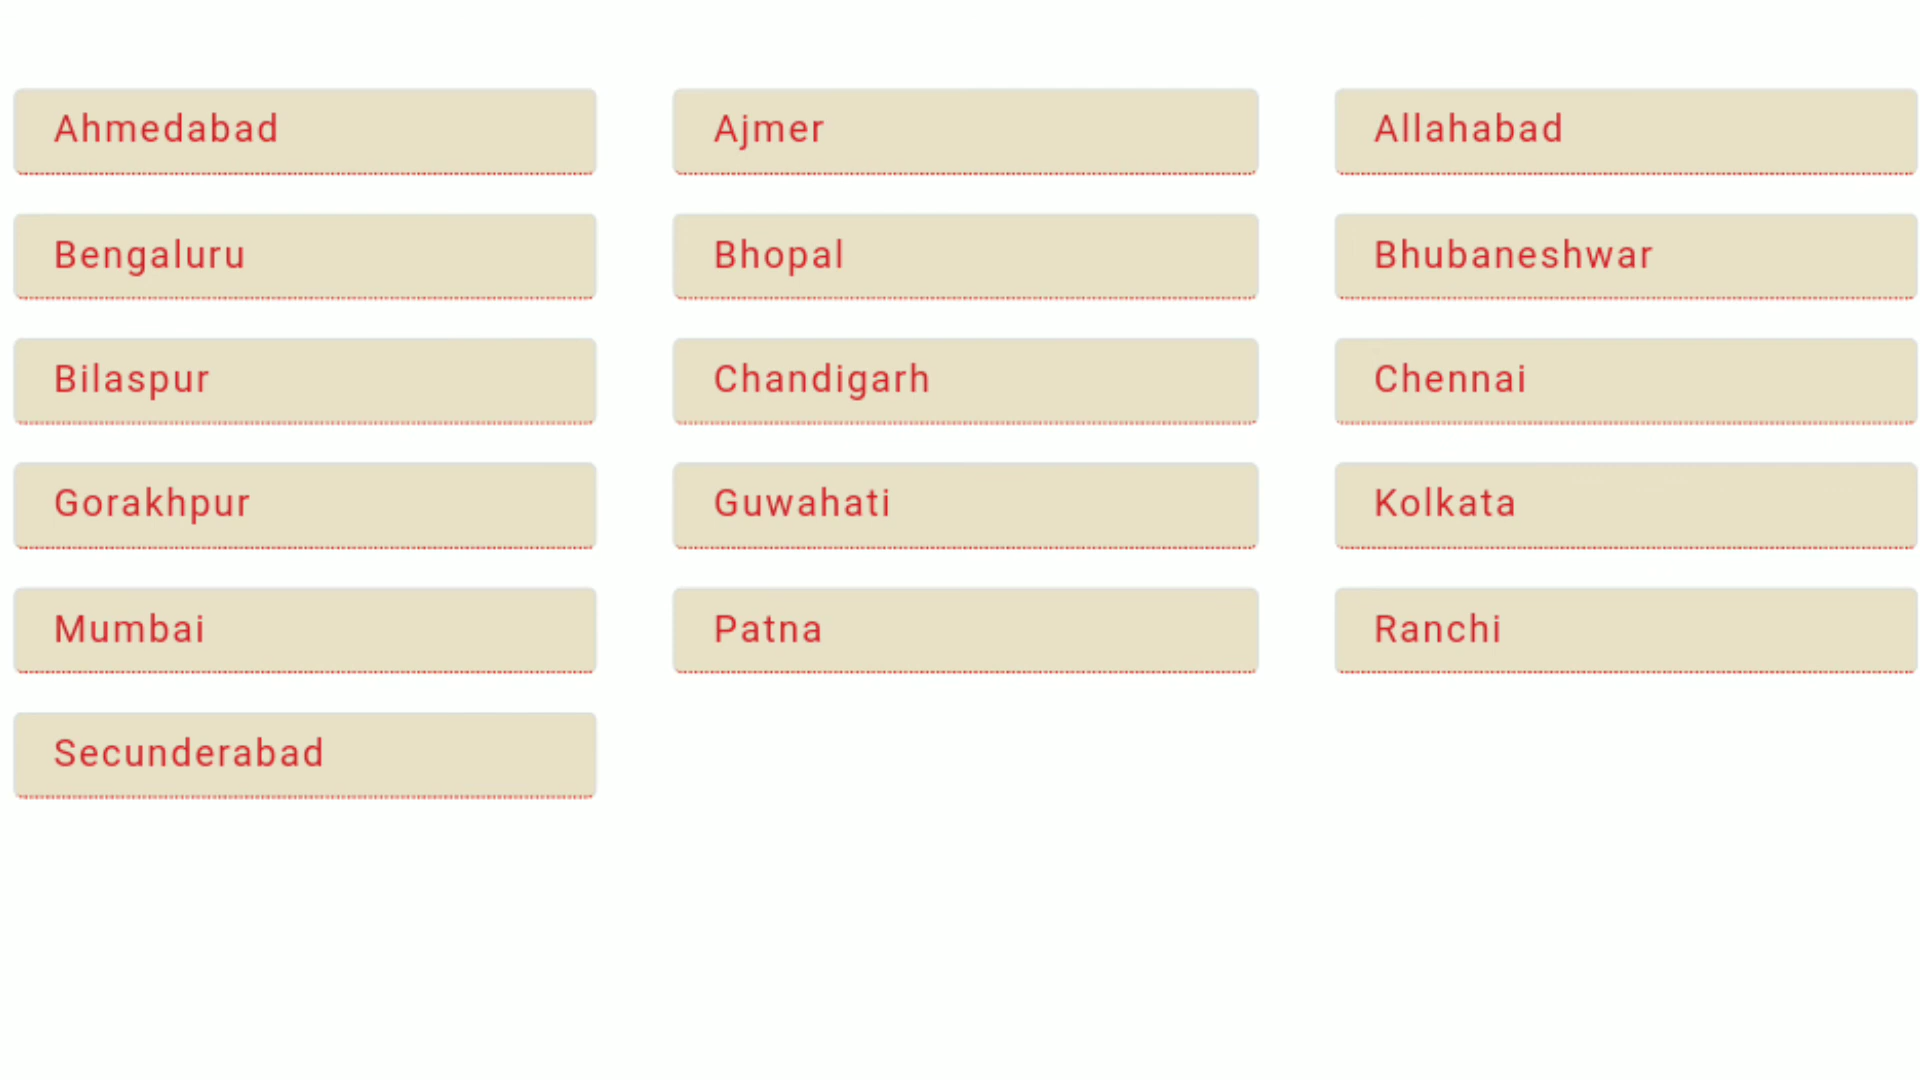 Ahmedabad
Ajmer
Allahabad
Bengaluru
Bhopal
Bhubaneshwar
Bilaspur
Chandigarh
Chennai
Gorakhpur
Guwahati
Kolkata
Mumbai
Patna
Ranchi
Secunderabad